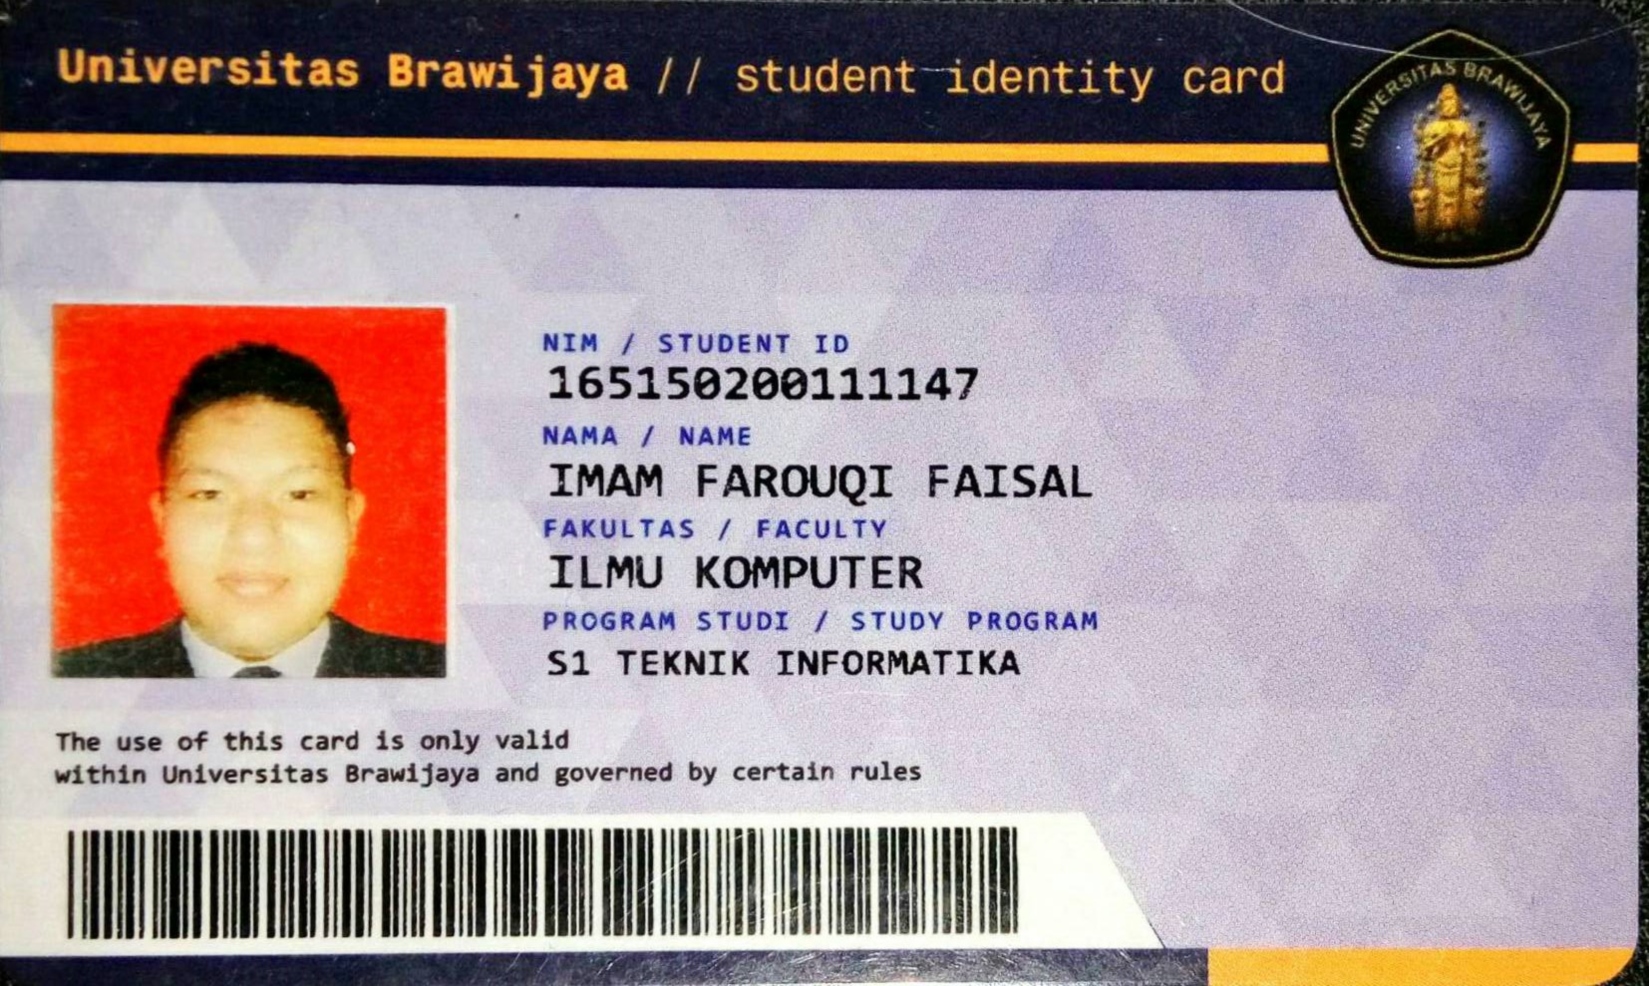 Universitas Brawijaya // student identity card
UNIVERSITAS BRAWIJAYA
NIM / STUDENT ID
165150200111147
NAMA / NAME
IMAM FAROUQI FAISAL
FAKULTAS / FACULTY
ILMU KOMPUTER
PROGRAM STUDI / STUDY PROGRAM
S1 TEKNIK INFORMATIKA
The use of this card is only valid
within Universitas Brawijaya and governed by certain rules